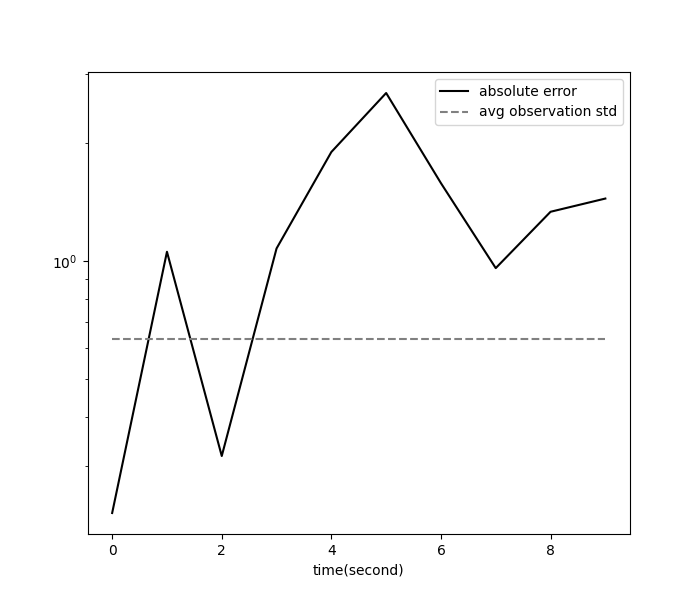 absolute error
avg observation std
10⁰
0 2 4 6 8
time(second)